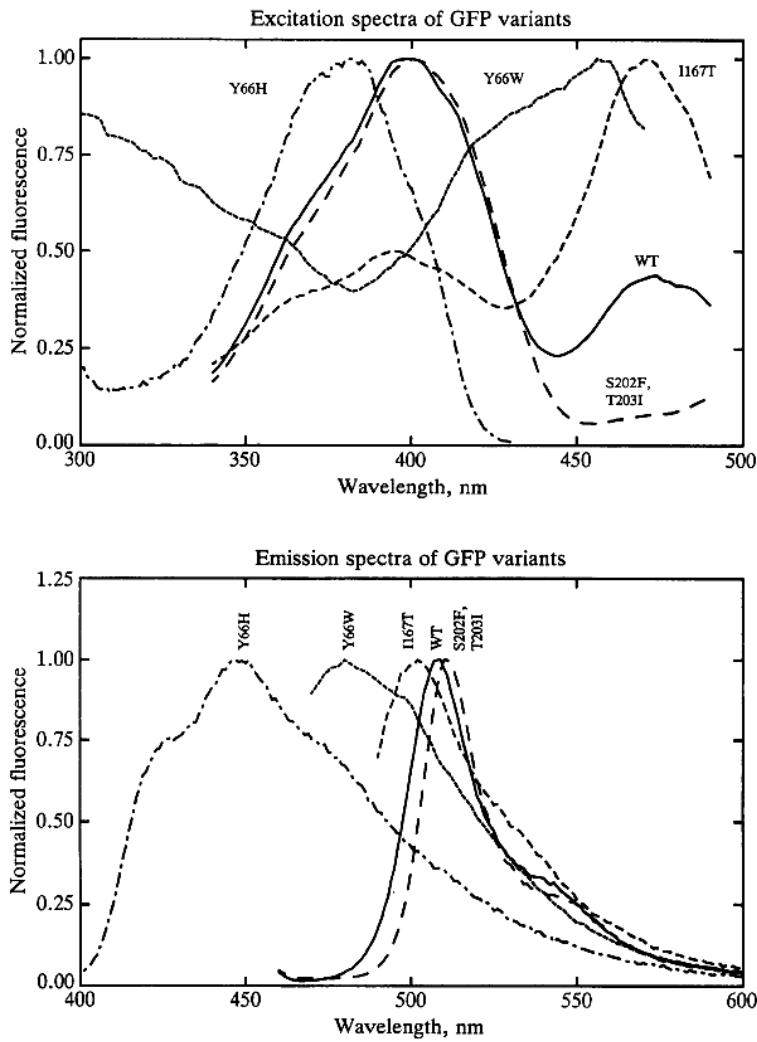 Excitation spectra of GFP variants
1.00
0.75
0.50
0.25
0.00
Normalized fluorescence
Y66H
Y66W
I167T
WT
S202F,
T203I
300
350
400
450
500
Wavelength, nm
Emission spectra of GFP variants
1.25
1.00
0.75
0.50
0.25
0.00
Normalized fluorescence
Y66H
Y66W
I167T
WT
S202F,
T203I
400
450
500
550
600
Wavelength, nm